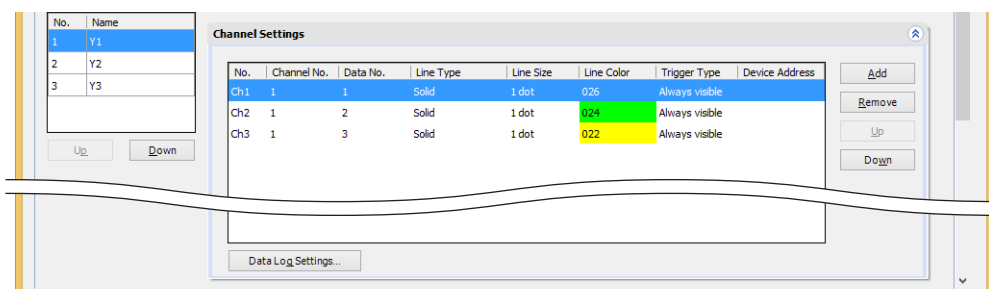 No. Name
1 Y1
2 Y2
3 Y3
Up Down
Channel Settings
No. Channel No. Data No. Line Type Line Size Line Color Trigger Type Device Address
Ch1 1 1 Solid 1 dot 026 Always visible
Ch2 1 2 Solid 1 dot 024 Always visible
Ch3 1 3 Solid 1 dot 022 Always visible
Add
Remove
Up
Down
Data Log Settings...